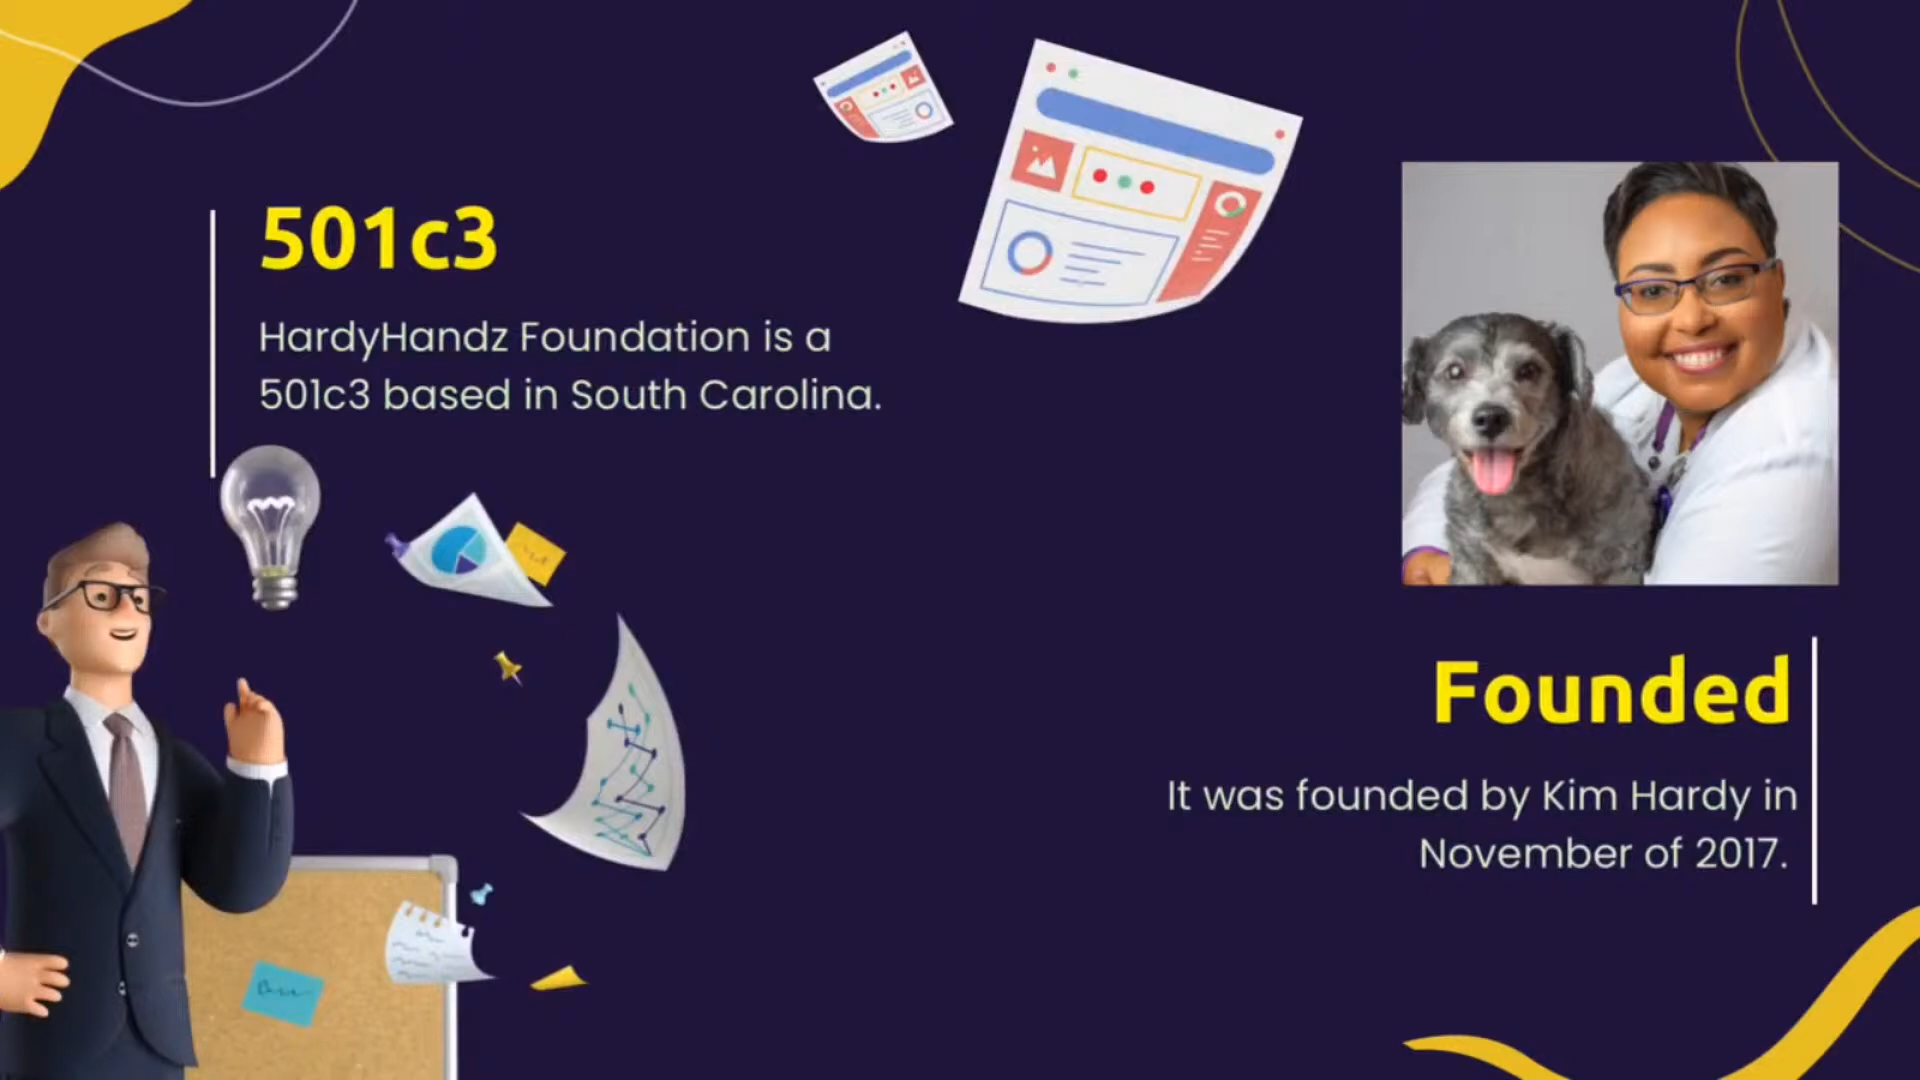 501c3
HardyHandz Foundation is a
501c3 based in South Carolina.
Founded
It was founded by Kim Hardy in
November of 2017.